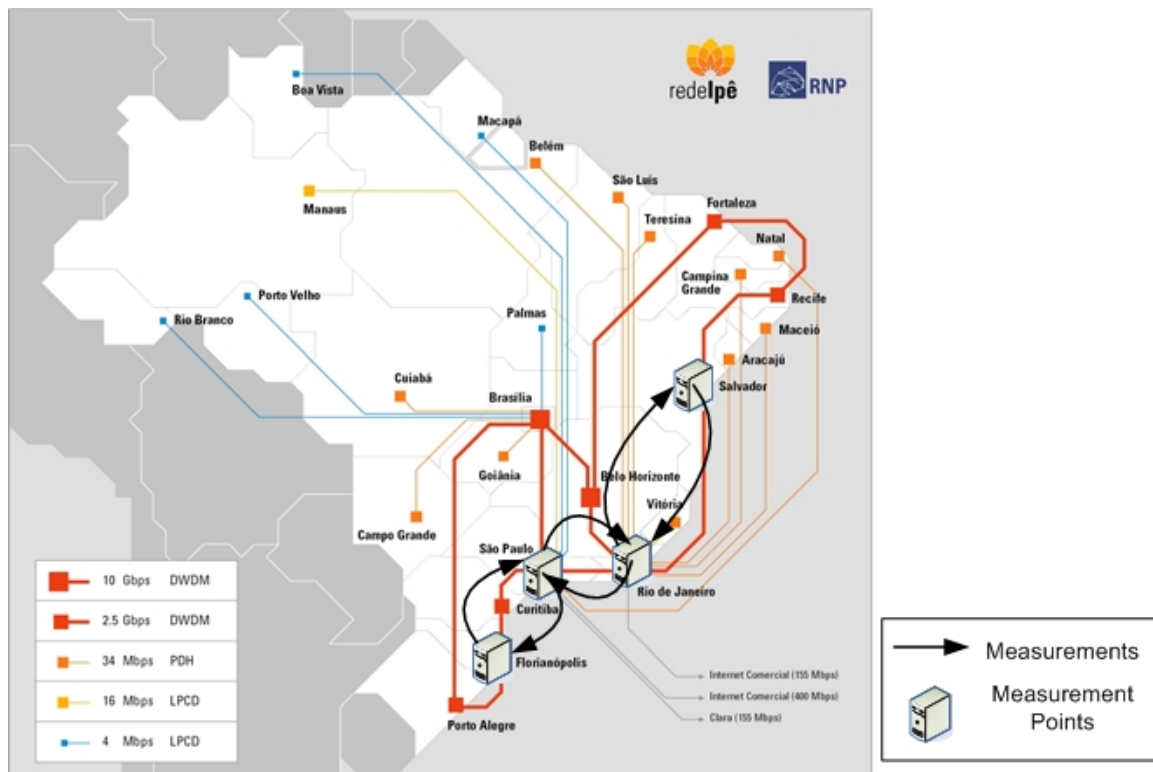 redeIpê
RNP
Boa Vista
Macapá
Belém
São Luís
Manaus
Teresina
Fortaleza
Natal
Campina
Grande
Recife
Porto Velho
Rio Branco
Palmas
Maceió
Aracajú
Cuiabá
Salvador
Brasília
Goiânia
Belo Horizonte
Vitória
Campo Grande
São Paulo
Rio de Janeiro
Curitiba
Florianópolis
Porto Alegre
10 Gbps DWDM
2.5 Gbps DWDM
34 Mbps PDH
16 Mbps LPCD
4 Mbps LPCD
Internet Comercial (155 Mbps)
Internet Comercial (400 Mbps)
Clara (155 Mbps)
Measurements
Measurement
Points